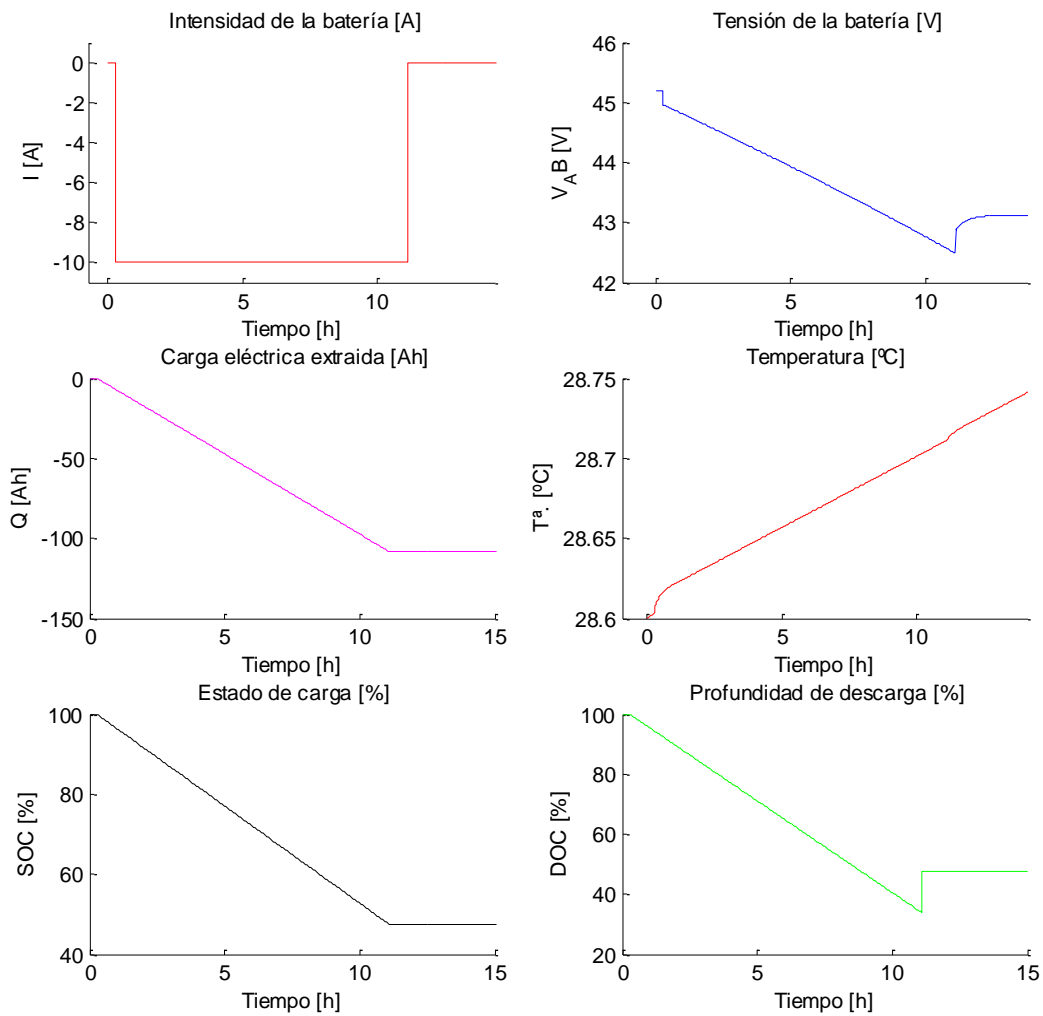 Intensidad de la batería [A]
0
-2
-4
-6
-8
-10
I [A]
0
5
10
Tiempo [h]
Tensión de la batería [V]
46
45
44
43
42
V_AB [V]
0
5
10
Tiempo [h]
Carga eléctrica extraida [Ah]
0
-50
-100
-150
Q [Ah]
0
5
10
15
Tiempo [h]
Temperatura [ºC]
28.75
28.7
28.65
28.6
Tª. [ºC]
0
5
10
Tiempo [h]
Estado de carga [%]
100
80
60
40
SOC [%]
0
5
10
15
Tiempo [h]
Profundidad de descarga [%]
100
80
60
40
20
DOC [%]
0
5
10
15
Tiempo [h]